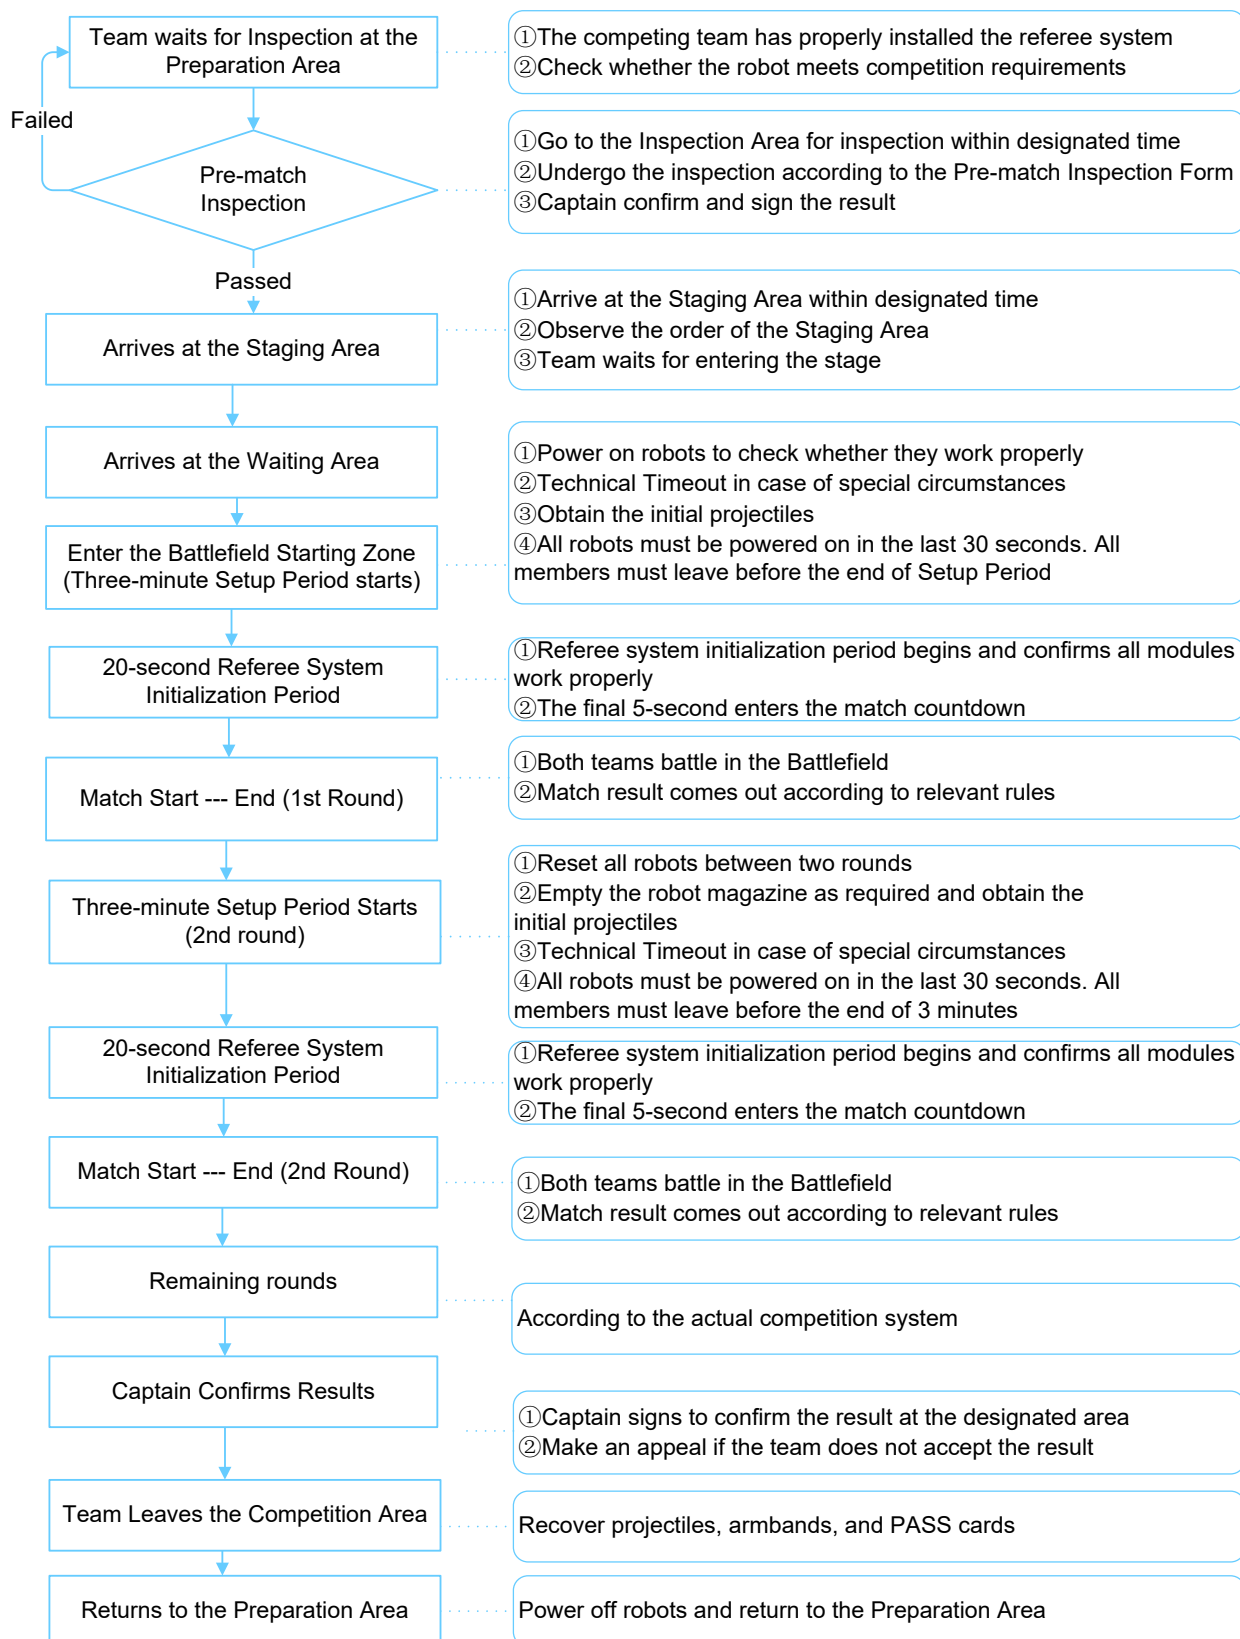 Team waits for Inspection at the
Preparation Area
①The competing team has properly installed the referee system
②Check whether the robot meets competition requirements
Failed
Pre-match
Inspection
①Go to the Inspection Area for inspection within designated time
②Undergo the inspection according to the Pre-match Inspection Form
③Captain confirm and sign the result
Passed
Arrives at the Staging Area
①Arrive at the Staging Area within designated time
②Observe the order of the Staging Area
③Team waits for entering the stage
Arrives at the Waiting Area
Enter the Battlefield Starting Zone
(Three-minute Setup Period starts)
①Power on robots to check whether they work properly
②Technical Timeout in case of special circumstances
③Obtain the initial projectiles
④All robots must be powered on in the last 30 seconds. All
members must leave before the end of Setup Period
20-second Referee System
Initialization Period
①Referee system initialization period begins and confirms all modules
work properly
②The final 5-second enters the match countdown
Match Start --- End (1st Round)
①Both teams battle in the Battlefield
②Match result comes out according to relevant rules
Three-minute Setup Period Starts
(2nd round)
①Reset all robots between two rounds
②Empty the robot magazine as required and obtain the
initial projectiles
③Technical Timeout in case of special circumstances
④All robots must be powered on in the last 30 seconds. All
members must leave before the end of 3 minutes
20-second Referee System
Initialization Period
①Referee system initialization period begins and confirms all modules
work properly
②The final 5-second enters the match countdown
Match Start --- End (2nd Round)
①Both teams battle in the Battlefield
②Match result comes out according to relevant rules
Remaining rounds
According to the actual competition system
Captain Confirms Results
①Captain signs to confirm the result at the designated area
②Make an appeal if the team does not accept the result
Team Leaves the Competition Area
Recover projectiles, armbands, and PASS cards
Returns to the Preparation Area
Power off robots and return to the Preparation Area